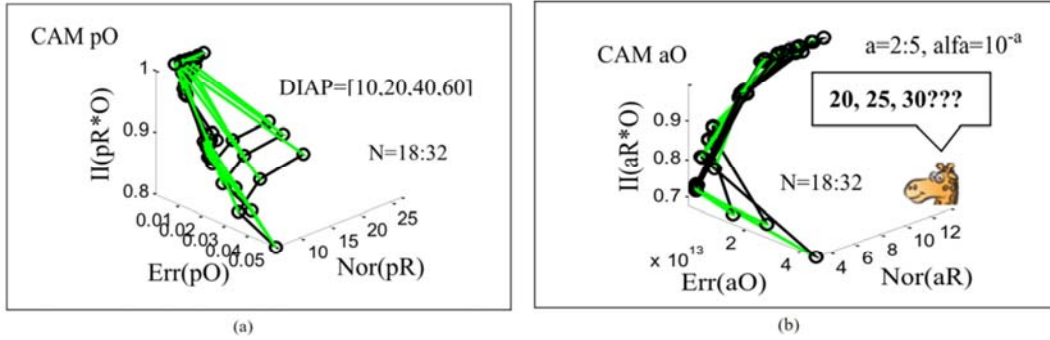 CAM pO
1
DIAP=[10,20,40,60]
II(pR*O)
0.9
N=18:32
0.8
0.01
0.02
0.03
0.04
0.05
25
20
15
10
Err(pO)
Nor(pR)
(a)
CAM aO
a=2:5, alfa=10-a
20, 25, 30???
II(aR*O)
0.9
0.8
0.7
N=18:32
x 10^13
2
4
4
6
8
10
12
Err(aO)
Nor(aR)
(b)